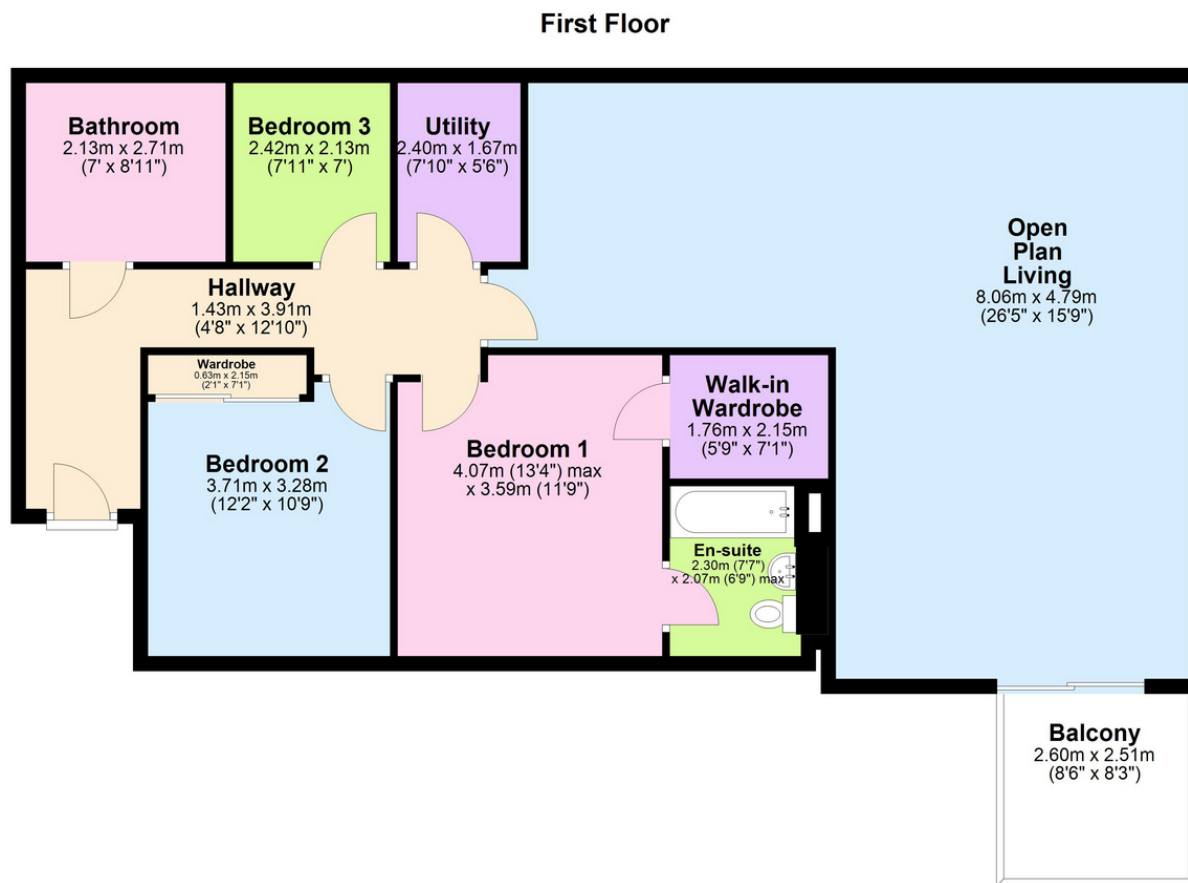 First Floor
Bathroom
2.13m x 2.71m
(7' x 8'11")
Bedroom 3
2.42m x 2.13m
(7'11" x 7')
Utility
2.40m x 1.67m
(7'10" x 5'6")
Open
Plan
Living
8.06m x 4.79m
(26'5" x 15'9")
Hallway
1.43m x 3.91m
(4'8" x 12'10")
Wardrobe
0.63m x 2.15m
(2'1" x 7'1")
Walk-in
Wardrobe
1.76m x 2.15m
(5'9" x 7'1")
Bedroom 1
4.07m (13'4") max
x 3.59m (11'9")
Bedroom 2
3.71m x 3.28m
(12'2" x 10'9")
En-suite
2.30m (7'7")
x 2.07m (6'9") max
Balcony
2.60m x 2.51m
(8'6" x 8'3")